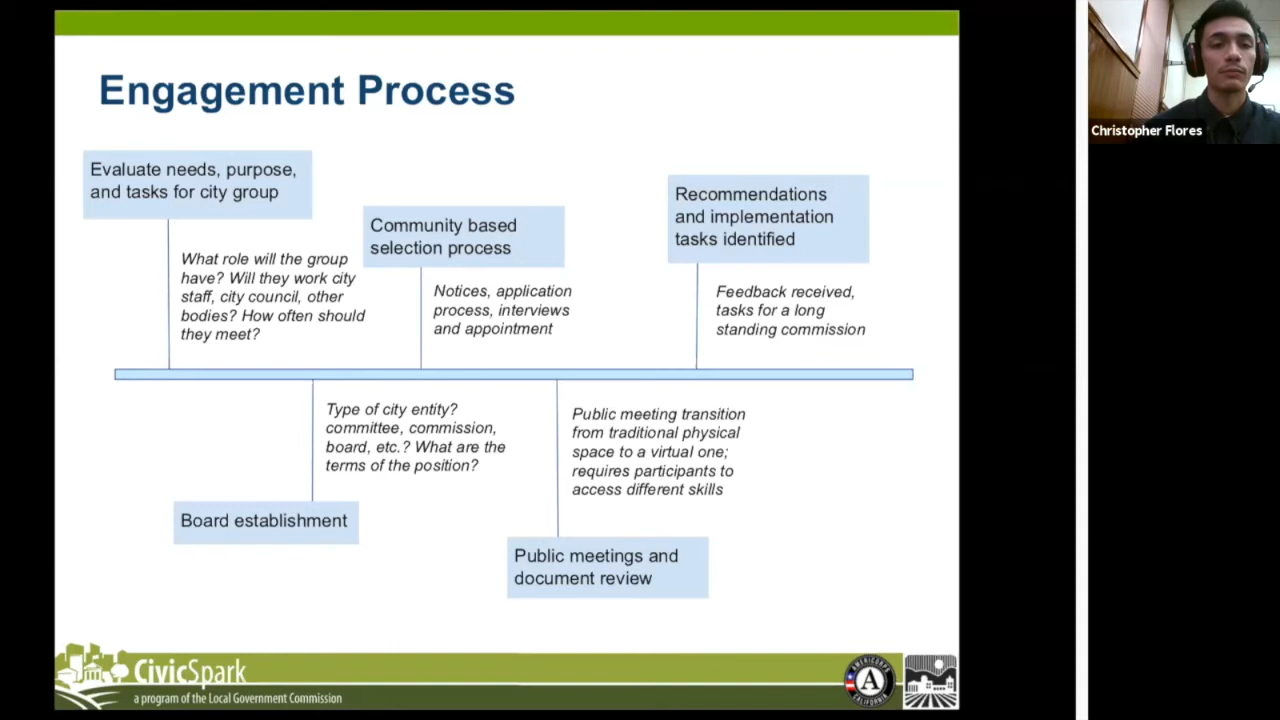 Engagement Process
Evaluate needs, purpose,
and tasks for city group
What role will the group
have? Will they work city
staff, city council, other
bodies? How often should
they meet?
Community based
selection process
Notices, application
process, interviews
and appointment
Recommendations
and implementation
tasks identified
Feedback received,
tasks for a long
standing commission
Type of city entity?
committee, commission,
board, etc.? What are the
terms of the position?
Board establishment
Public meeting transition
from traditional physical
space to a virtual one;
requires participants to
access different skills
Public meetings and
document review
CivicSpark
a program of the Local Government Commission
AMERICORPS
A
CALIFORNIA
Christopher Flores